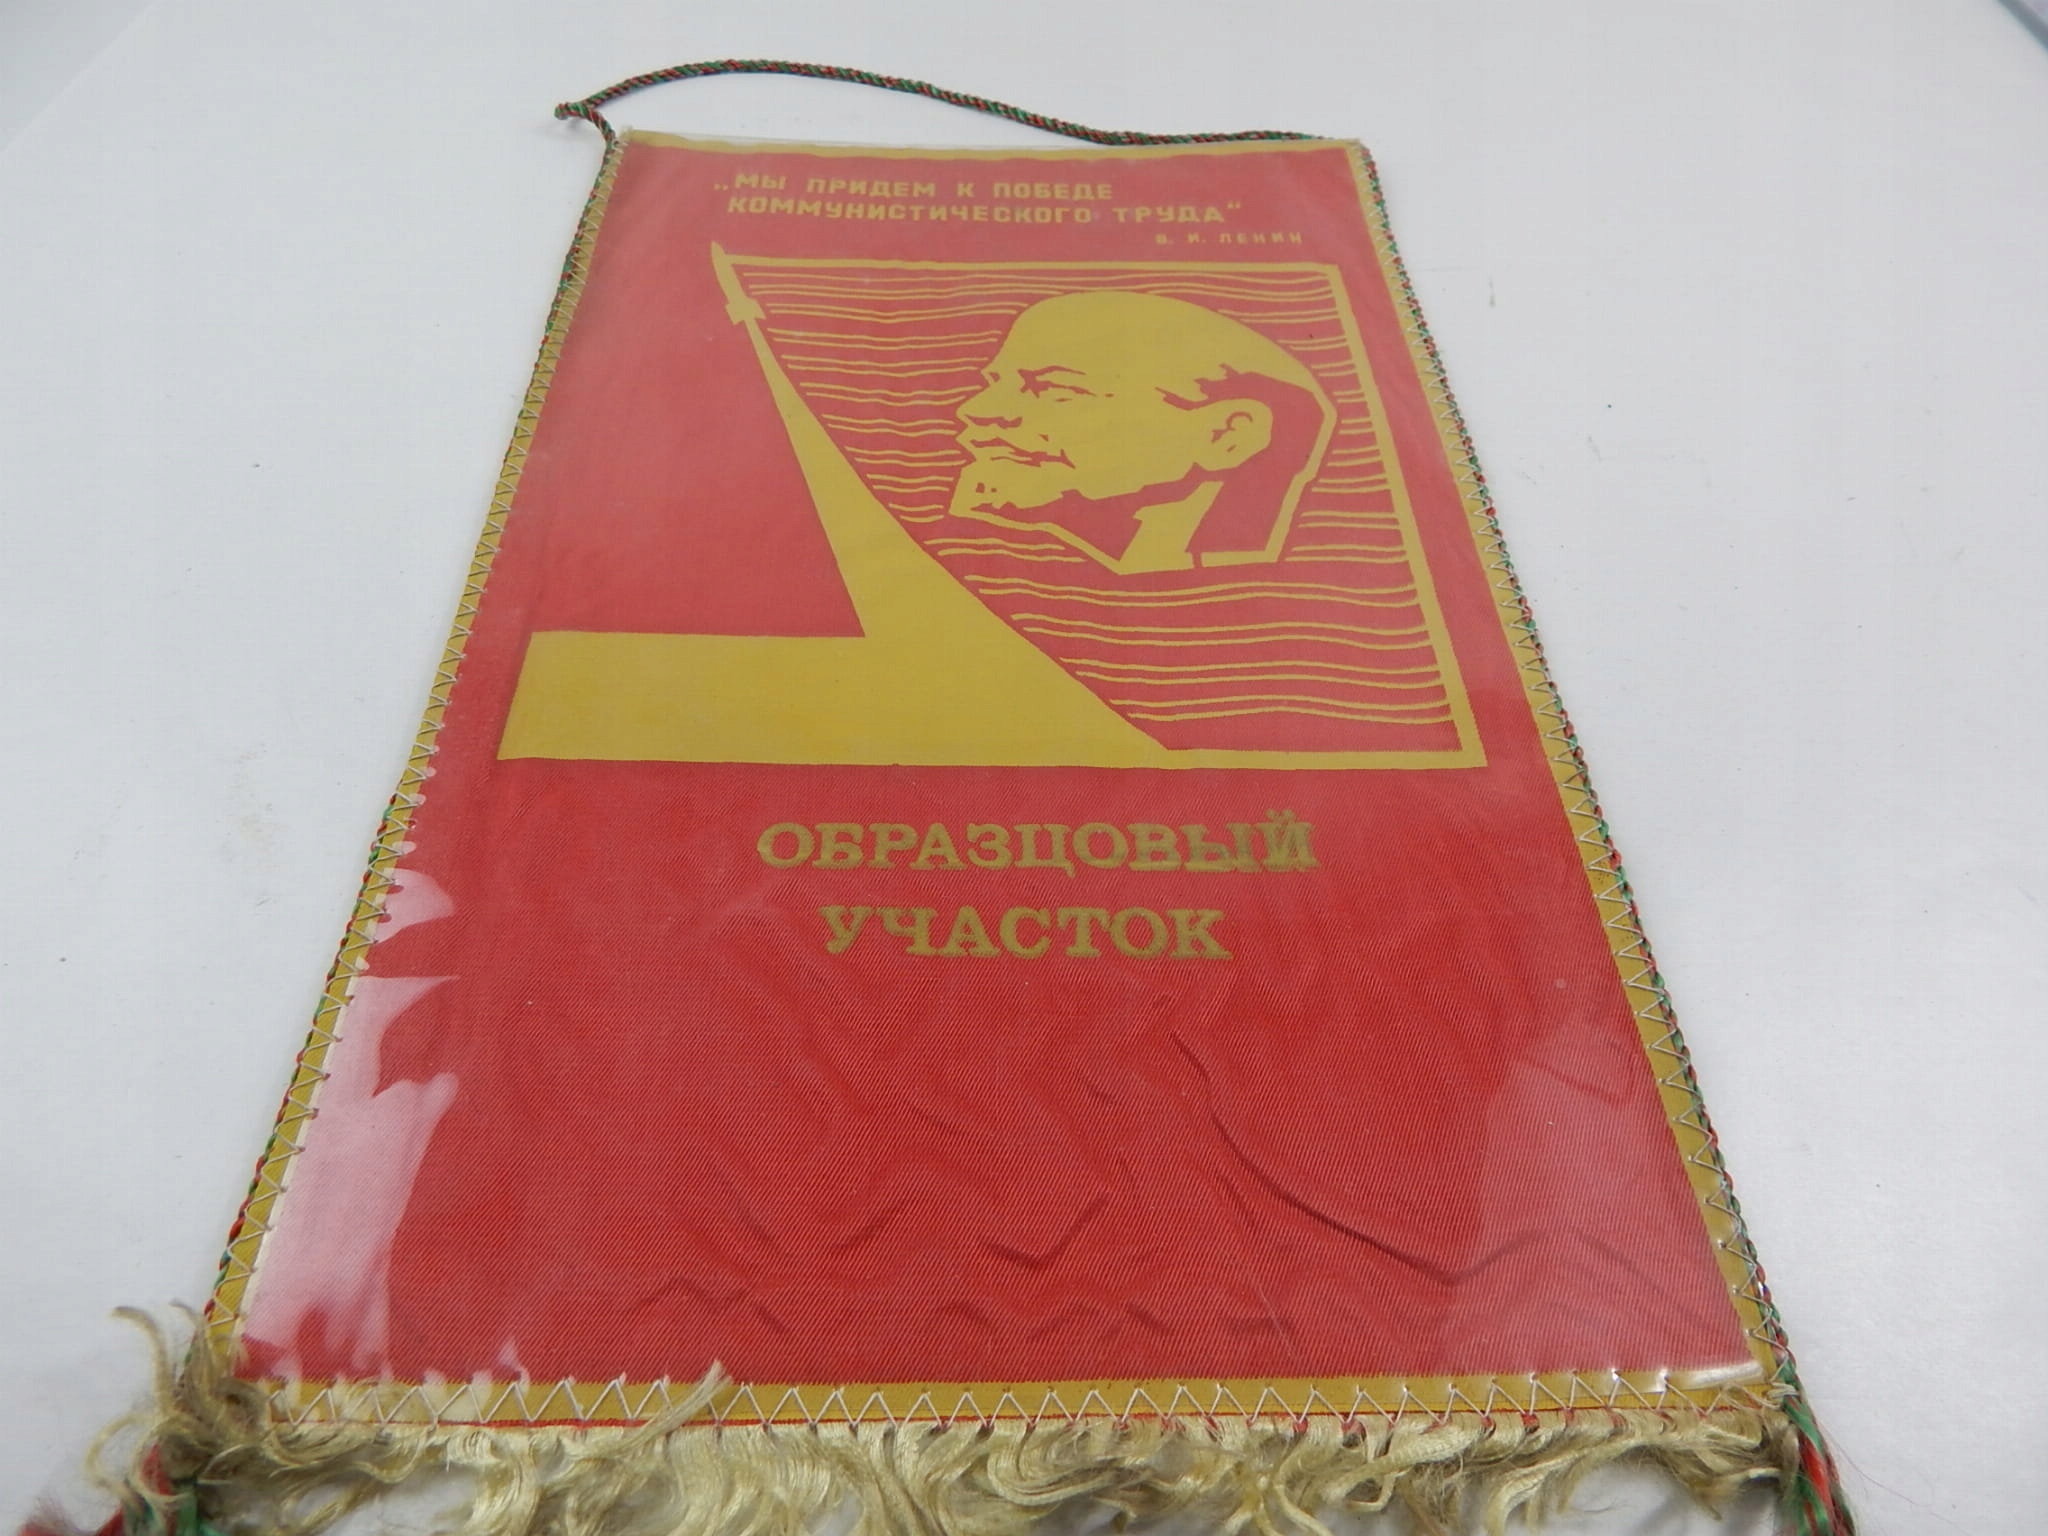 „МЫ ПРИДЕМ К ПОБЕДЕ
КОММУНИСТИЧЕСКОГО ТРУДА“
В. И. ЛЕНИН
ОБРАЗЦОВЫЙ
УЧАСТОК